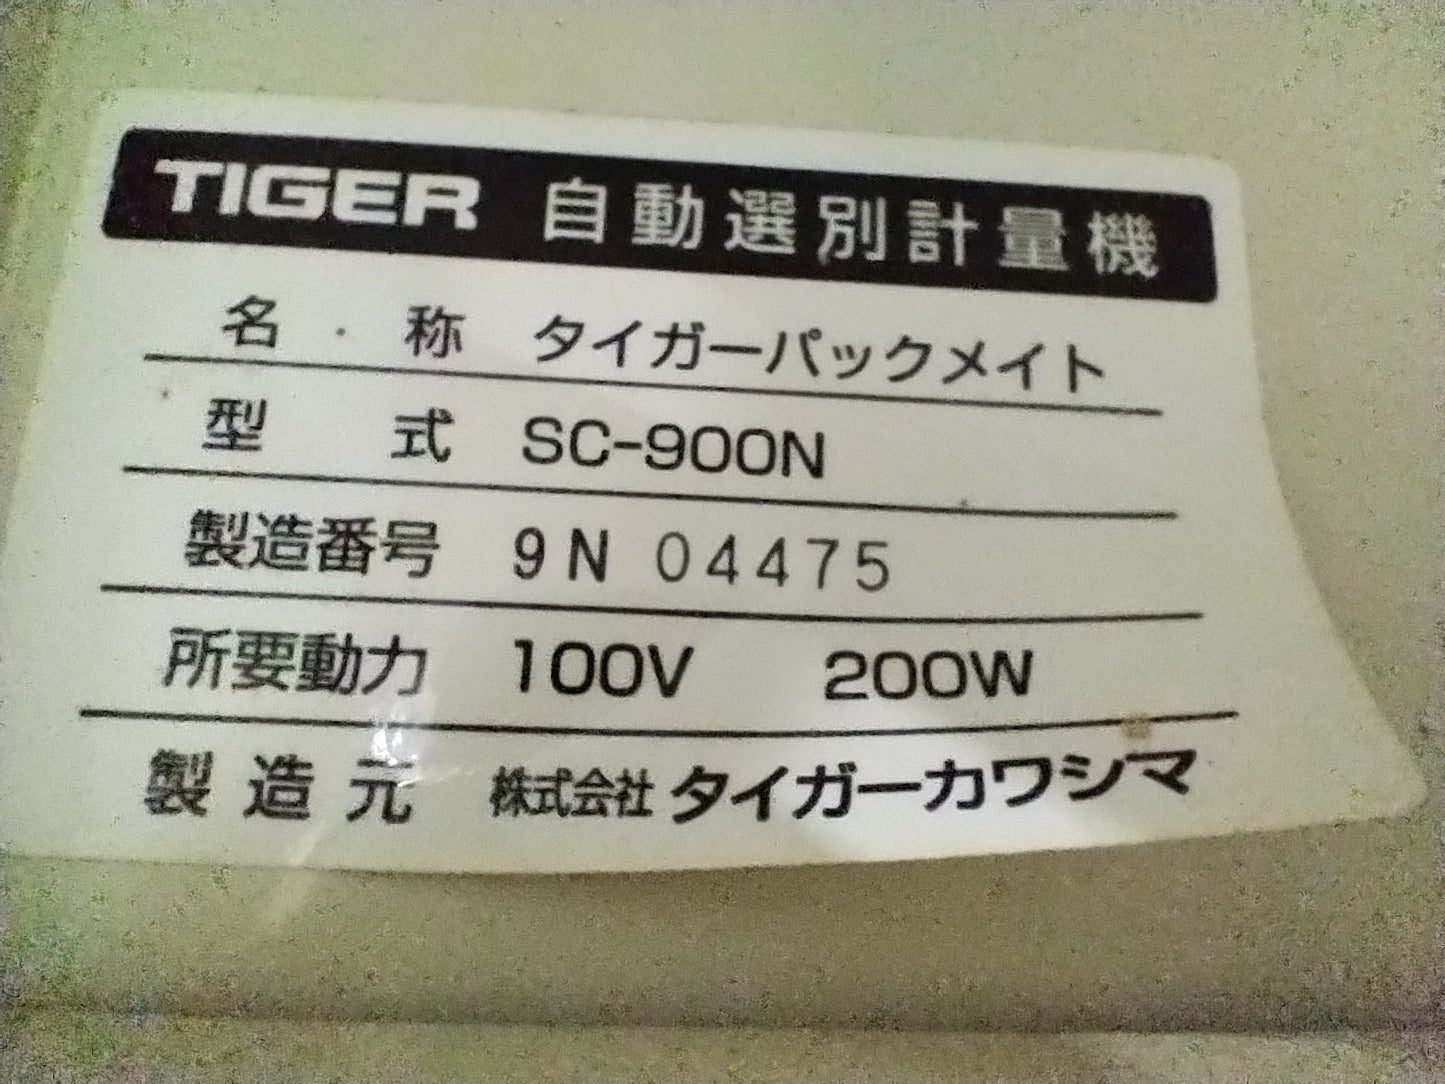 TIGER 自動選別計量機
名称 タイガーパックメイト
型式 SC-900N
製造番号 9N 04475
所要動力 100V 200W
製造元 株式会社タイガーカワシマ